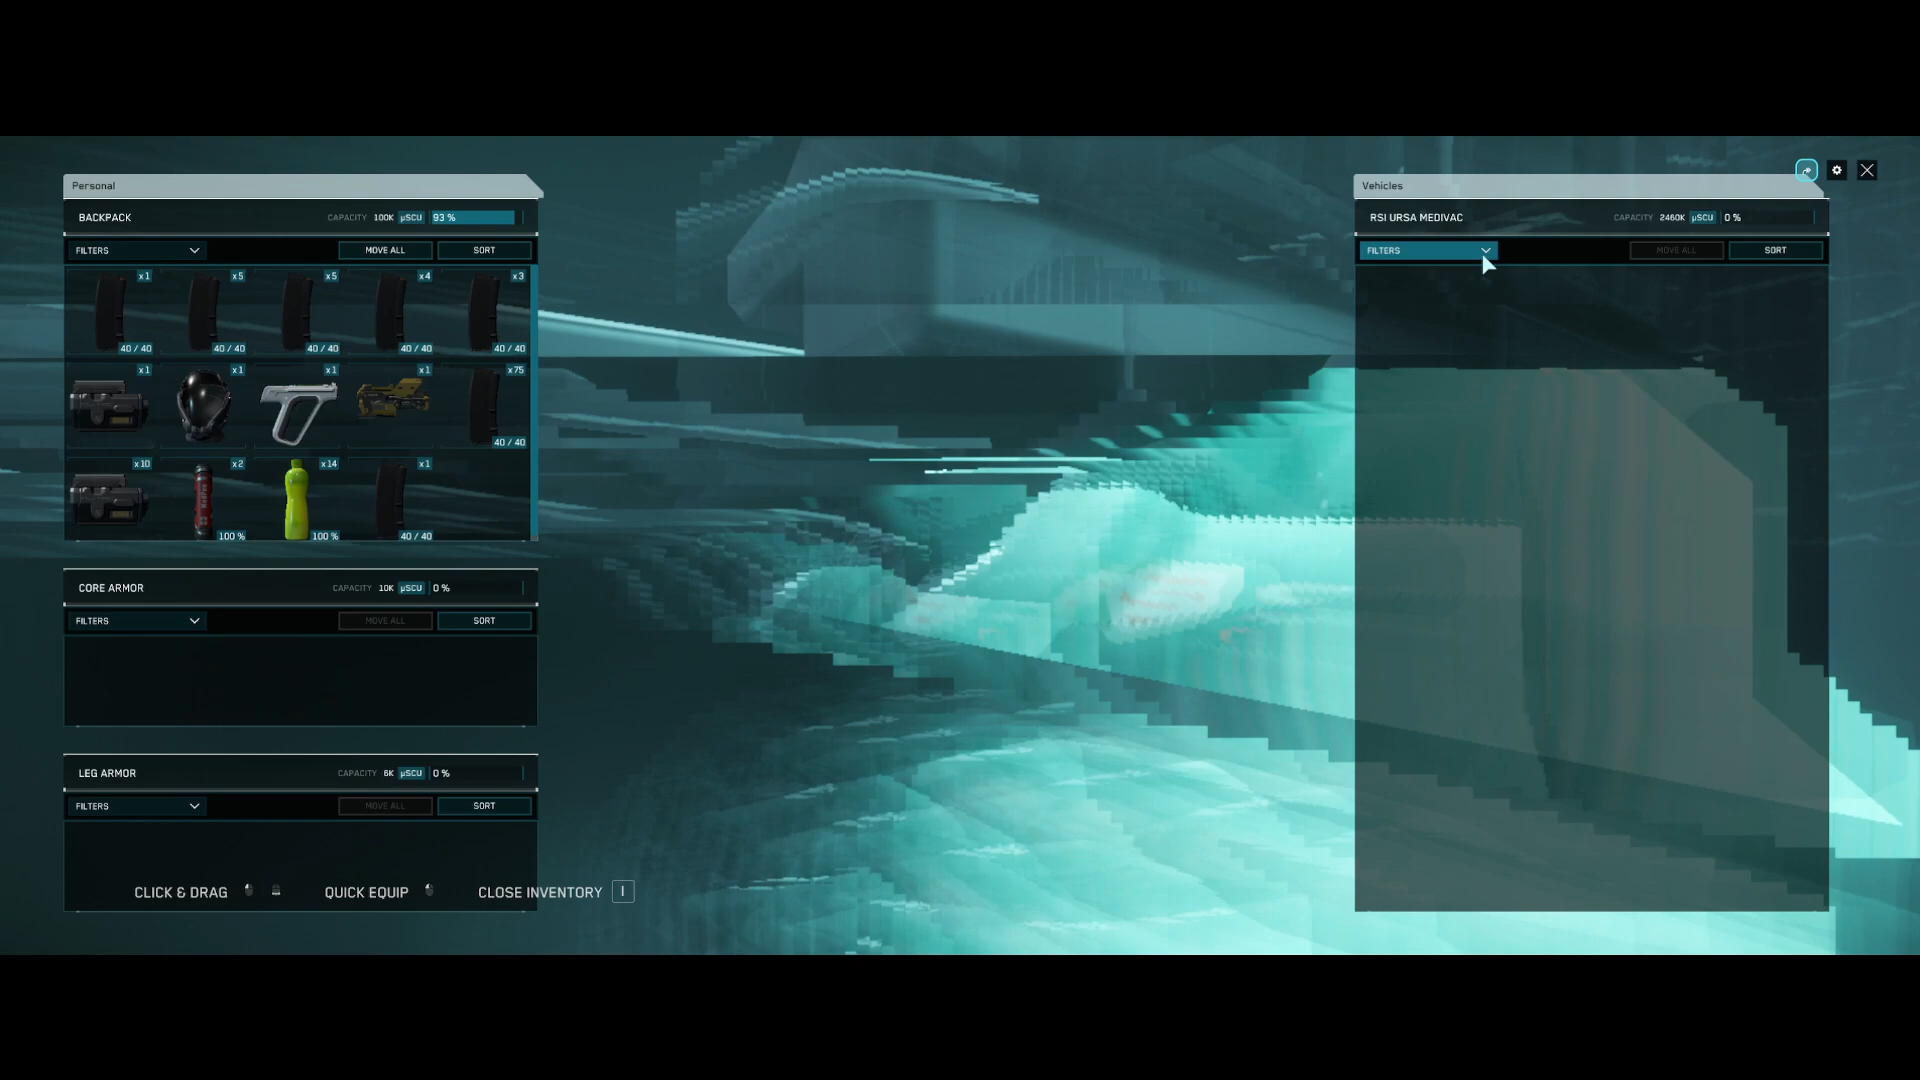 Personal
BACKPACK CAPACITY 100K µSCU 93 %
FILTERS MOVE ALL SORT
x1 x5 x5 x4 x3
40 / 40 40 / 40 40 / 40 40 / 40 40 / 40
x1 x1 x1 x1 x75
40 / 40
x10 x2 x14 x1
MedPen
100 % 100 % 40 / 40
CORE ARMOR CAPACITY 10K µSCU 0 %
FILTERS MOVE ALL SORT
LEG ARMOR CAPACITY 6K µSCU 0 %
FILTERS MOVE ALL SORT
CLICK & DRAG QUICK EQUIP CLOSE INVENTORY I
Vehicles
RSI URSA MEDIVAC CAPACITY 2460K µSCU 0 %
FILTERS MOVE ALL SORT